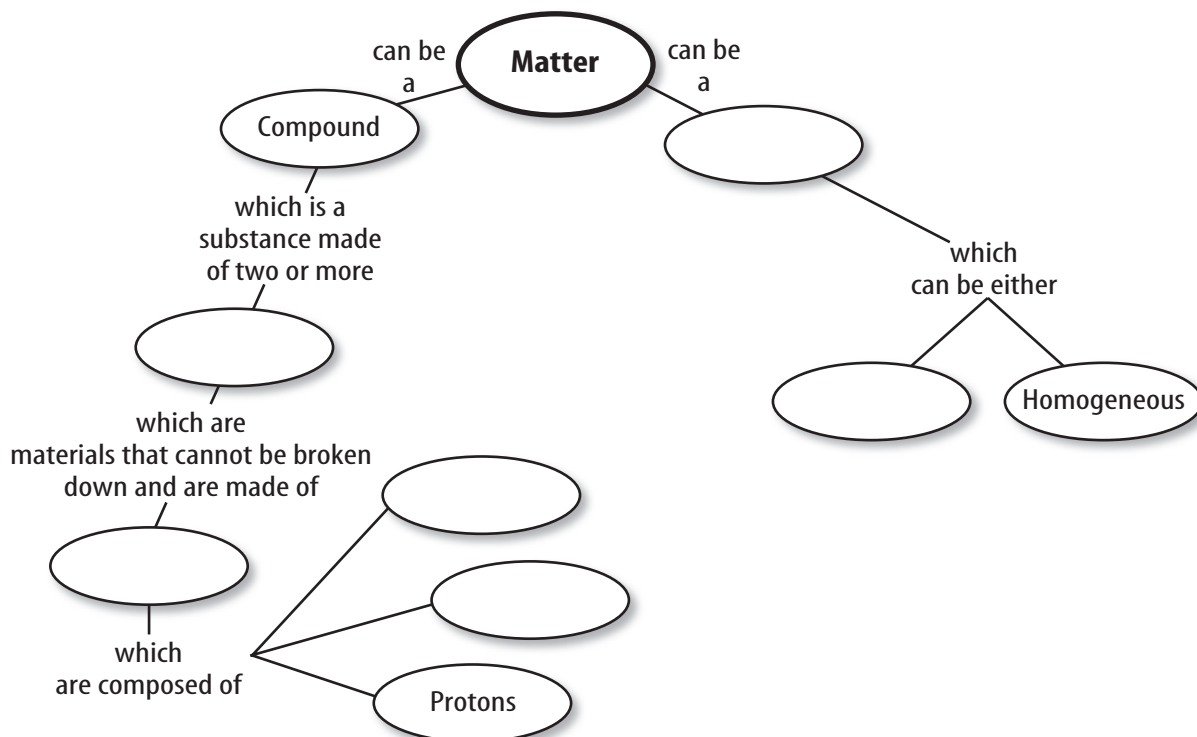 can be
a
Matter
can be
a
Compound
which is a
substance made
of two or more
which
can be either
Homogeneous
which are
materials that cannot be broken
down and are made of
which
are composed of
Protons